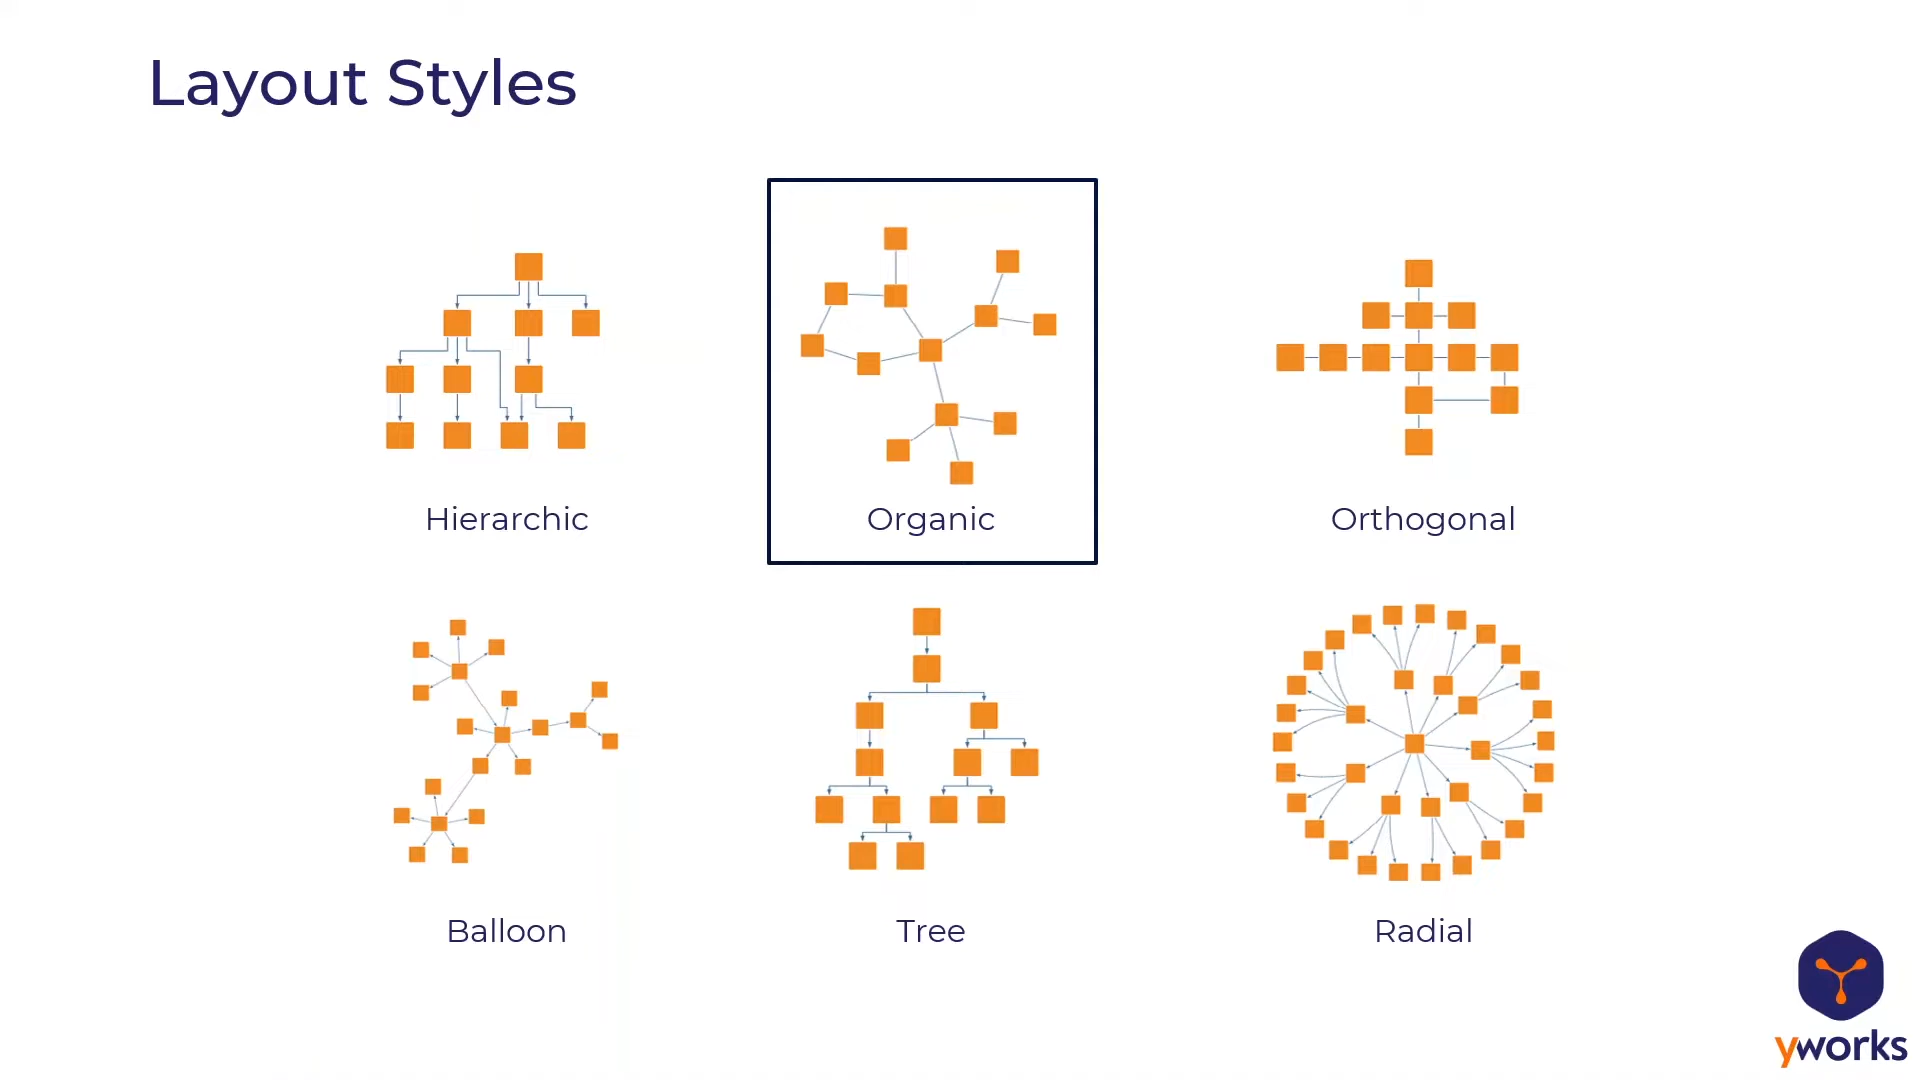 Layout Styles
Hierarchic
Organic
Orthogonal
Balloon
Tree
Radial
yworks